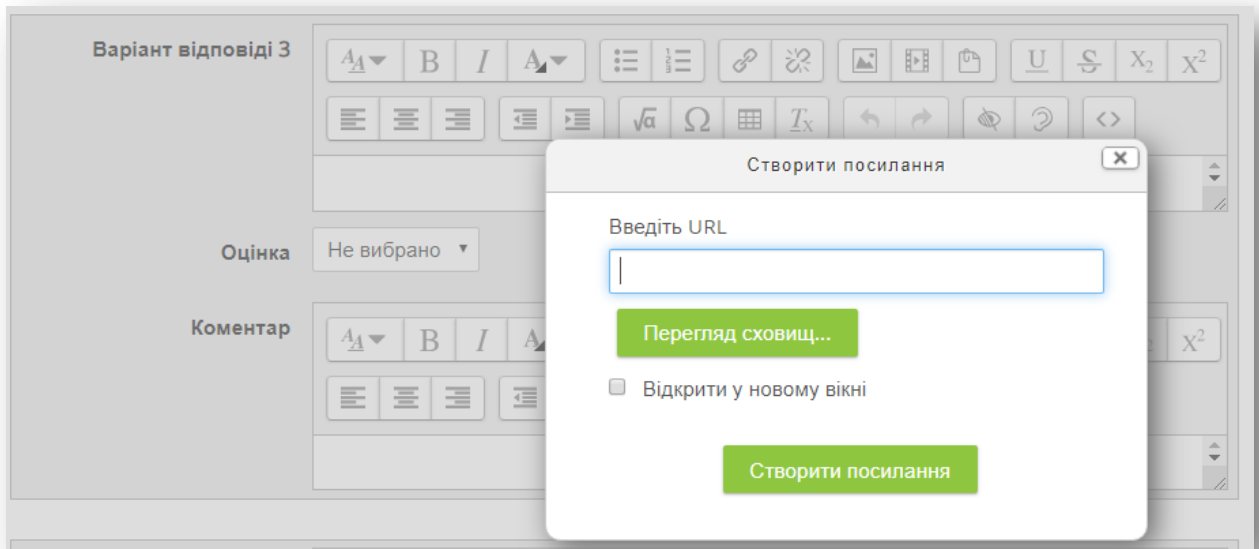 Варіант відповіді 3
Створити посилання
Введіть URL
Оцінка
Не вибрано
Перегляд сховищ...
Коментар
Відкрити у новому вікні
Створити посилання